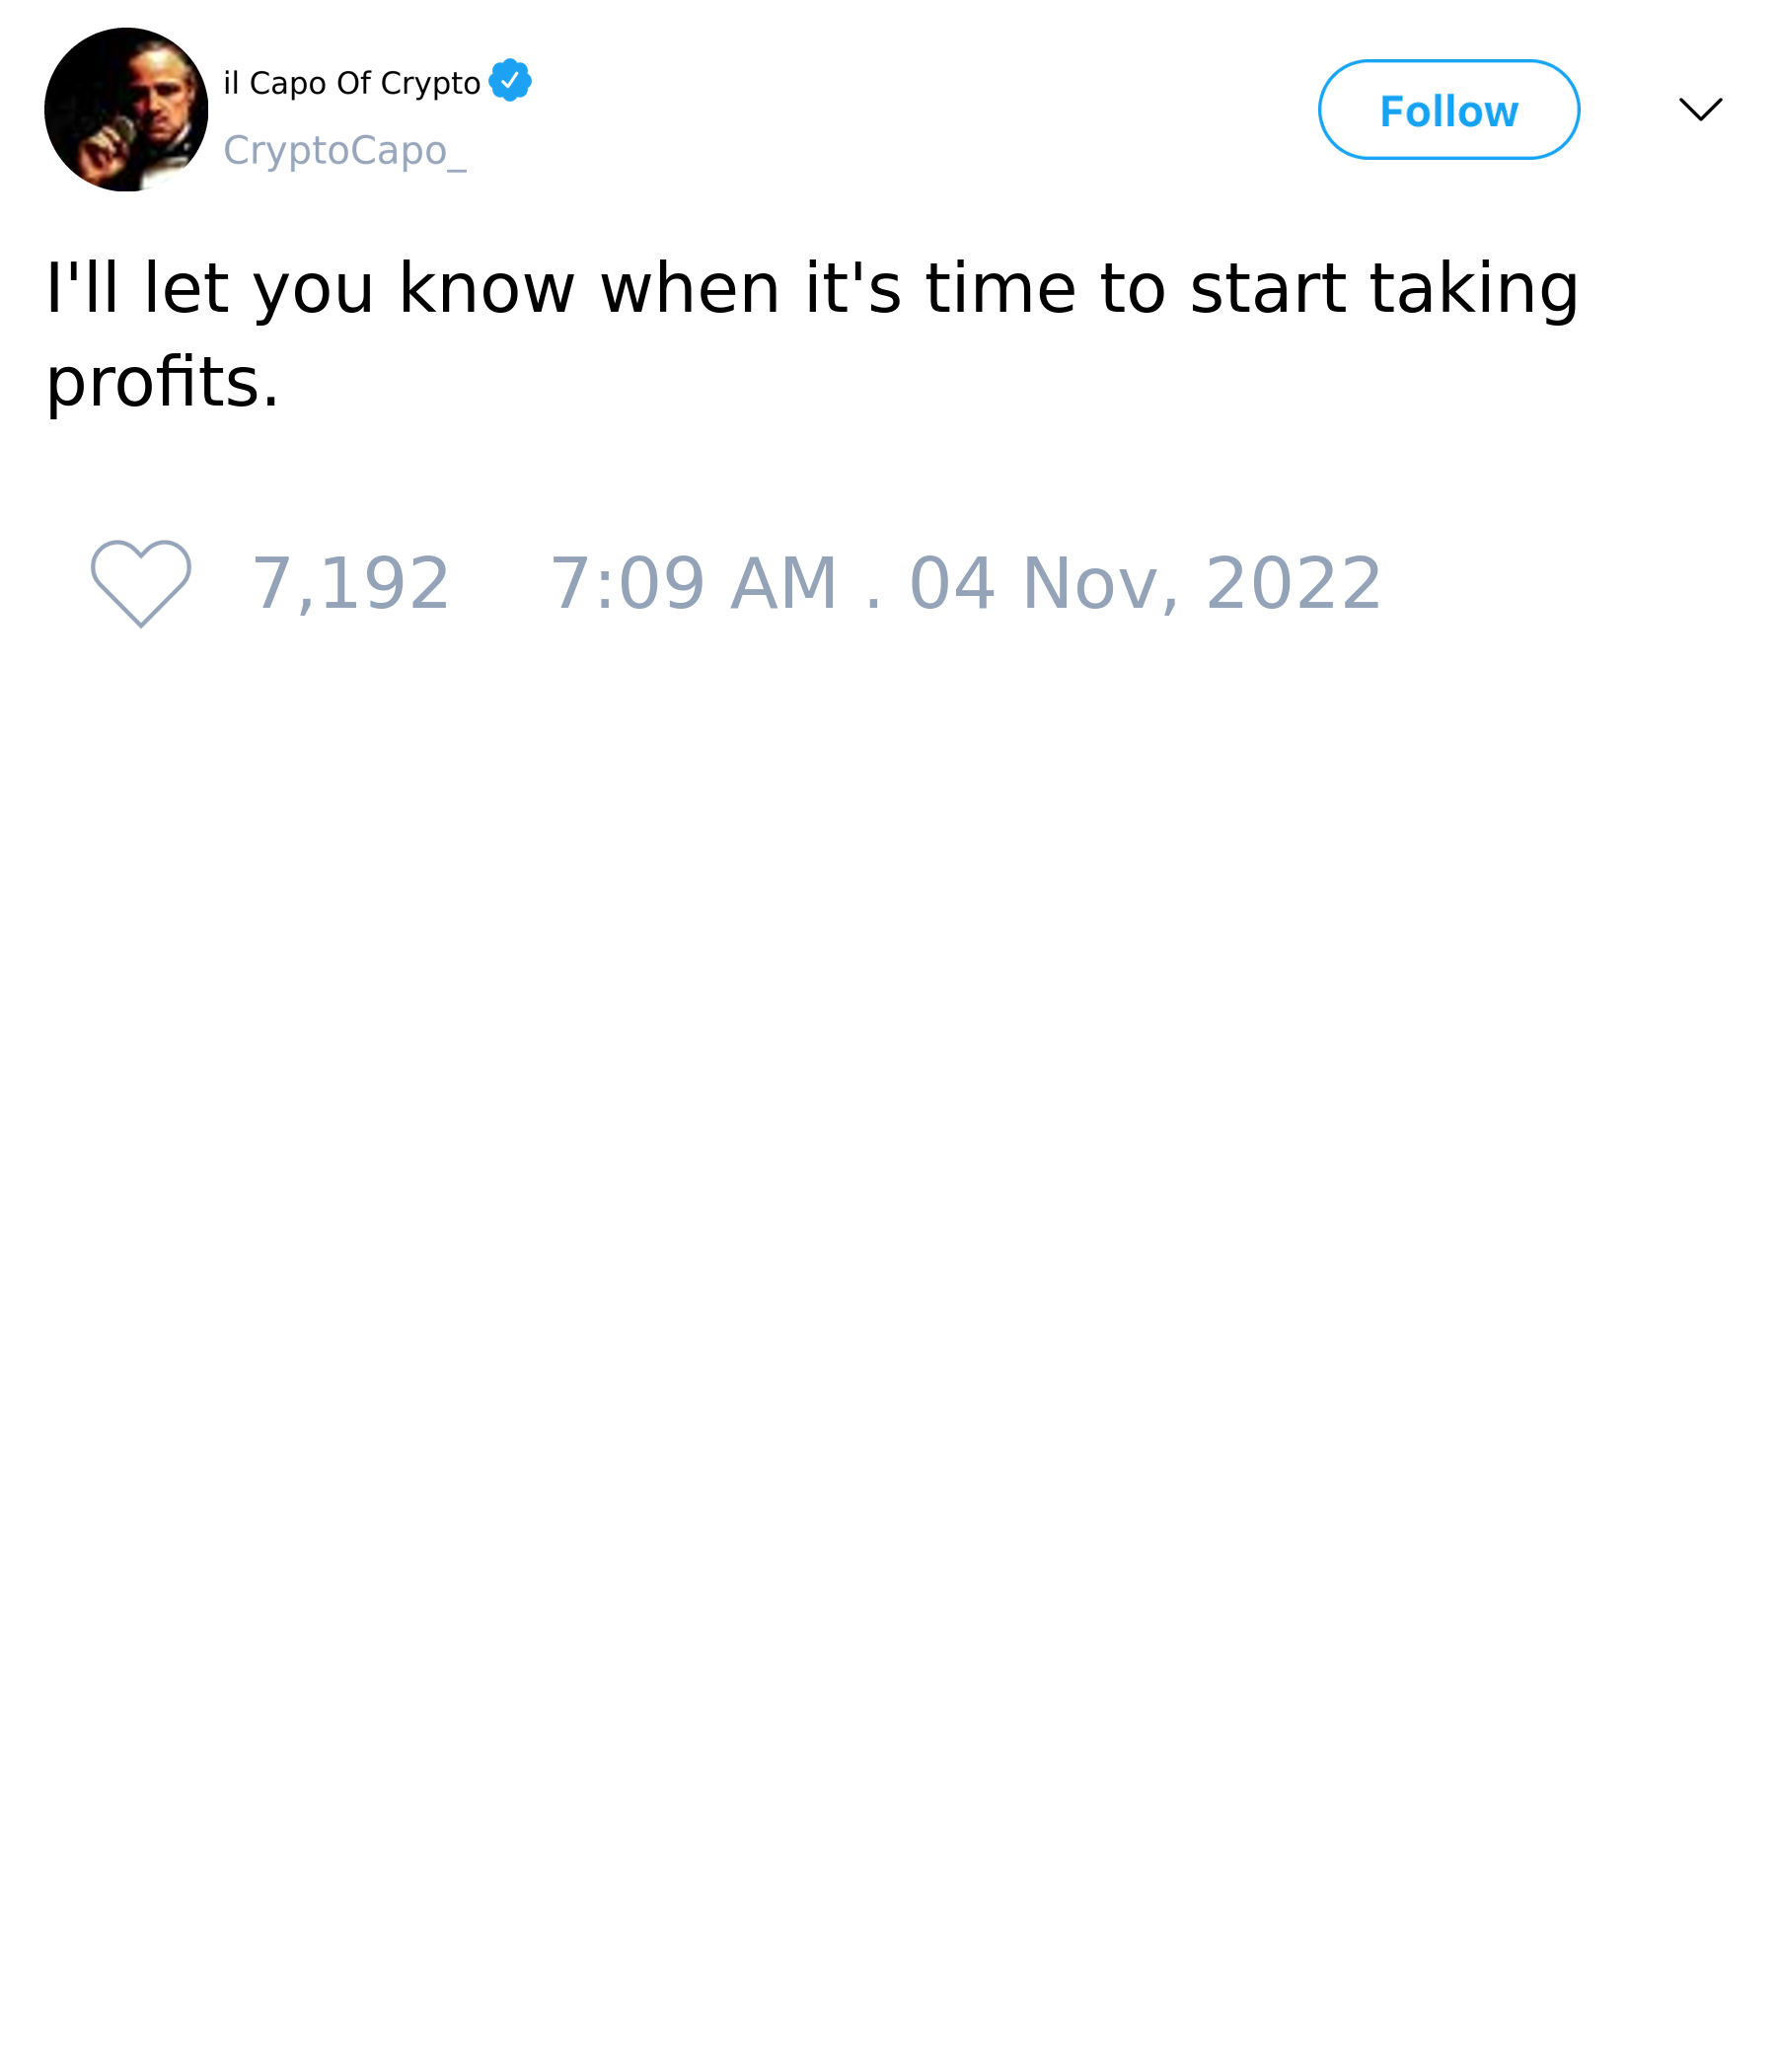 il Capo Of Crypto
CryptoCapo_
Follow
I'll let you know when it's time to start taking
profits.
7,192 7:09 AM . 04 Nov, 2022